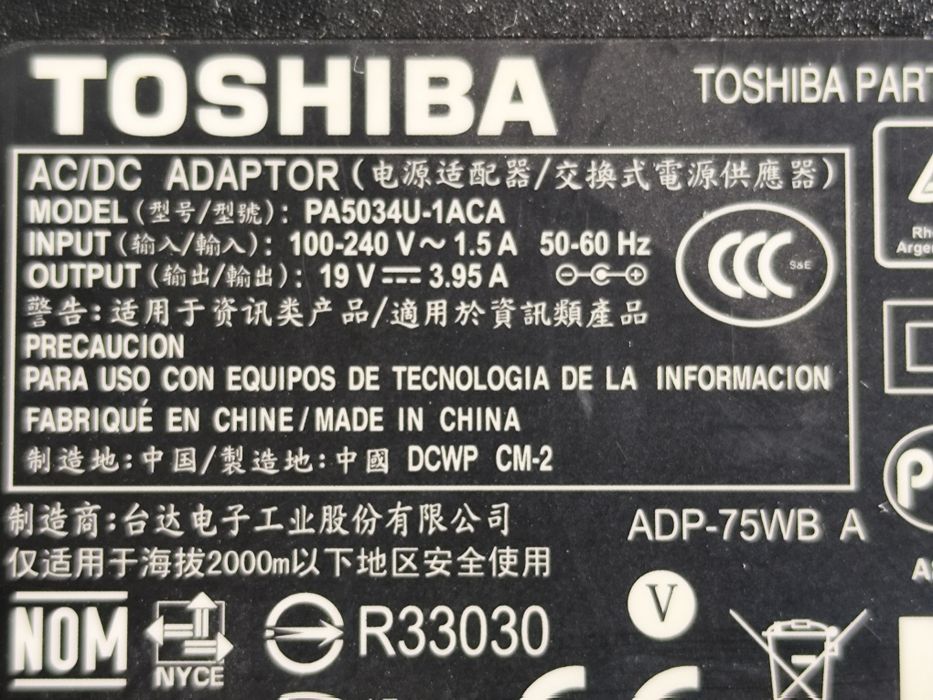 TOSHIBA
TOSHIBA PART
AC/DC ADAPTOR (电源适配器/交換式電源供應器)
MODEL (型号/型號): PA5034U-1ACA
INPUT (输入/輸入): 100-240 V~ 1.5 A 50-60 Hz
OUTPUT (输出/輸出): 19 V⎓ 3.95 A
CCC S&E
警告:适用于资讯类产品/適用於資訊類產品
PRECAUCION
PARA USO CON EQUIPOS DE TECNOLOGIA DE LA INFORMACION
FABRIQUÉ EN CHINE/MADE IN CHINA
制造地:中国/製造地:中國 DCWP CM-2
制造商:台达电子工业股份有限公司
ADP-75WB A
仅适用于海拔2000m以下地区安全使用
NOM
NYCE
R33030
V
CE